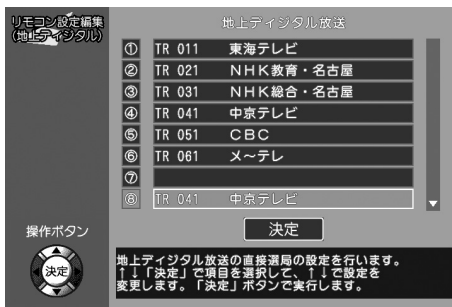 リモコン設定編集
(地上ディジタル)
地上ディジタル放送
① TR 011 東海テレビ
② TR 021 NHK教育・名古屋
③ TR 031 NHK総合・名古屋
④ TR 041 中京テレビ
⑤ TR 051 CBC
⑥ TR 061 メ～テレ
⑦
⑧ TR 041 中京テレビ
決定
操作ボタン
決定
地上ディジタル放送の直接選局の設定を行います。
↑↓「決定」で項目を選択して、↑↓で設定を
変更します。「決定」ボタンで実行します。